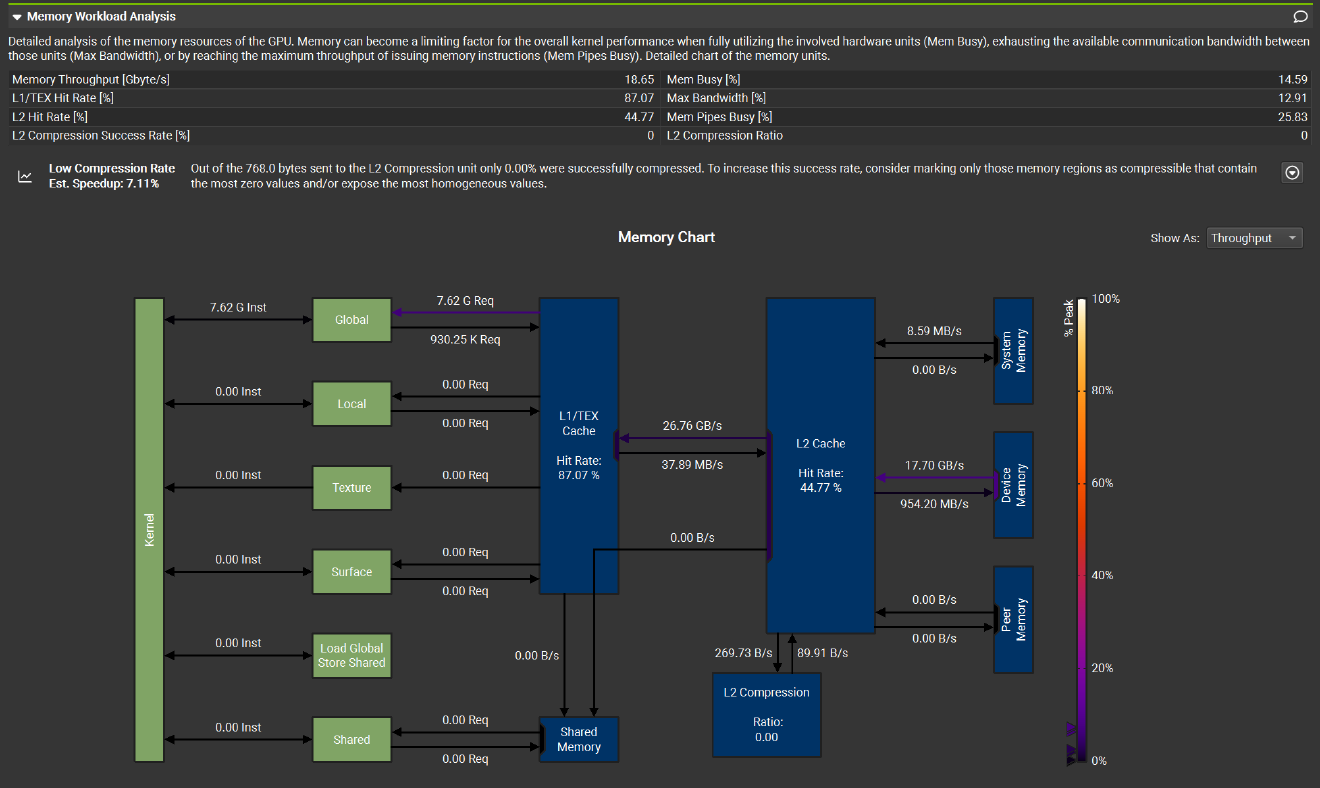 Memory Workload Analysis
Detailed analysis of the memory resources of the GPU. Memory can become a limiting factor for the overall kernel performance when fully utilizing the involved hardware units (Mem Busy), exhausting the available communication bandwidth between
those units (Max Bandwidth), or by reaching the maximum throughput of issuing memory instructions (Mem Pipes Busy). Detailed chart of the memory units.
Memory Throughput [Gbyte/s] 18.65 Mem Busy [%] 14.59
L1/TEX Hit Rate [%] 87.07 Max Bandwidth [%] 12.91
L2 Hit Rate [%] 44.77 Mem Pipes Busy [%] 25.83
L2 Compression Success Rate [%] 0 L2 Compression Ratio 0
Low Compression Rate
Est. Speedup: 7.11%
Out of the 768.0 bytes sent to the L2 Compression unit only 0.00% were successfully compressed. To increase this success rate, consider marking only those memory regions as compressible that contain
the most zero values and/or expose the most homogeneous values.
Memory Chart
Show As: Throughput
Kernel
7.62 G Inst
Global
7.62 G Req
930.25 K Req
0.00 Inst
Local
0.00 Req
0.00 Req
0.00 Inst
Texture
0.00 Req
0.00 Inst
Surface
0.00 Req
0.00 Req
0.00 Inst
Load Global
Store Shared
0.00 Inst
Shared
0.00 Req
0.00 Req
L1/TEX
Cache
Hit Rate:
87.07 %
0.00 B/s
Shared
Memory
26.76 GB/s
37.89 MB/s
0.00 B/s
L2 Cache
Hit Rate:
44.77 %
269.73 B/s
89.91 B/s
L2 Compression
Ratio:
0.00
8.59 MB/s
0.00 B/s
System
Memory
17.70 GB/s
954.20 MB/s
Device
Memory
0.00 B/s
0.00 B/s
Peer
Memory
% Peak
100%
80%
60%
40%
20%
0%